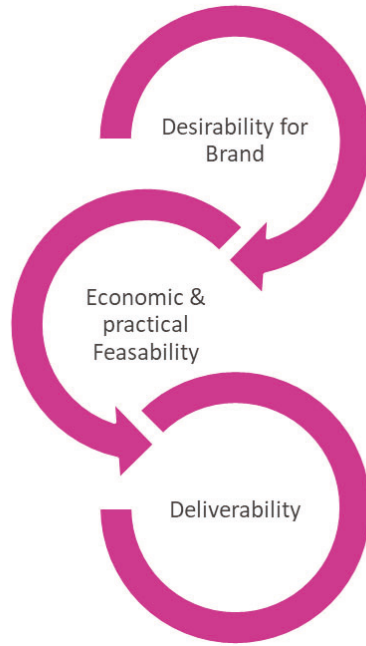 Desirability for
Brand
Economic &
practical
Feasability
Deliverability